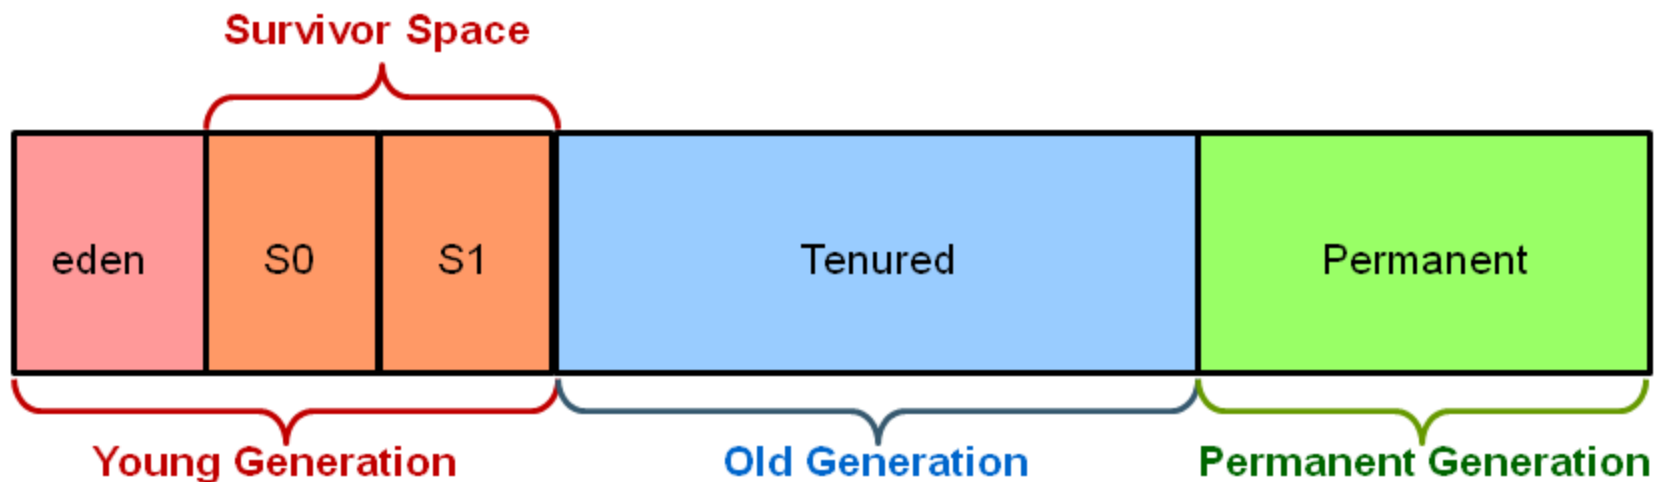 Survivor Space
eden
S0
S1
Tenured
Permanent
Young Generation
Old Generation
Permanent Generation